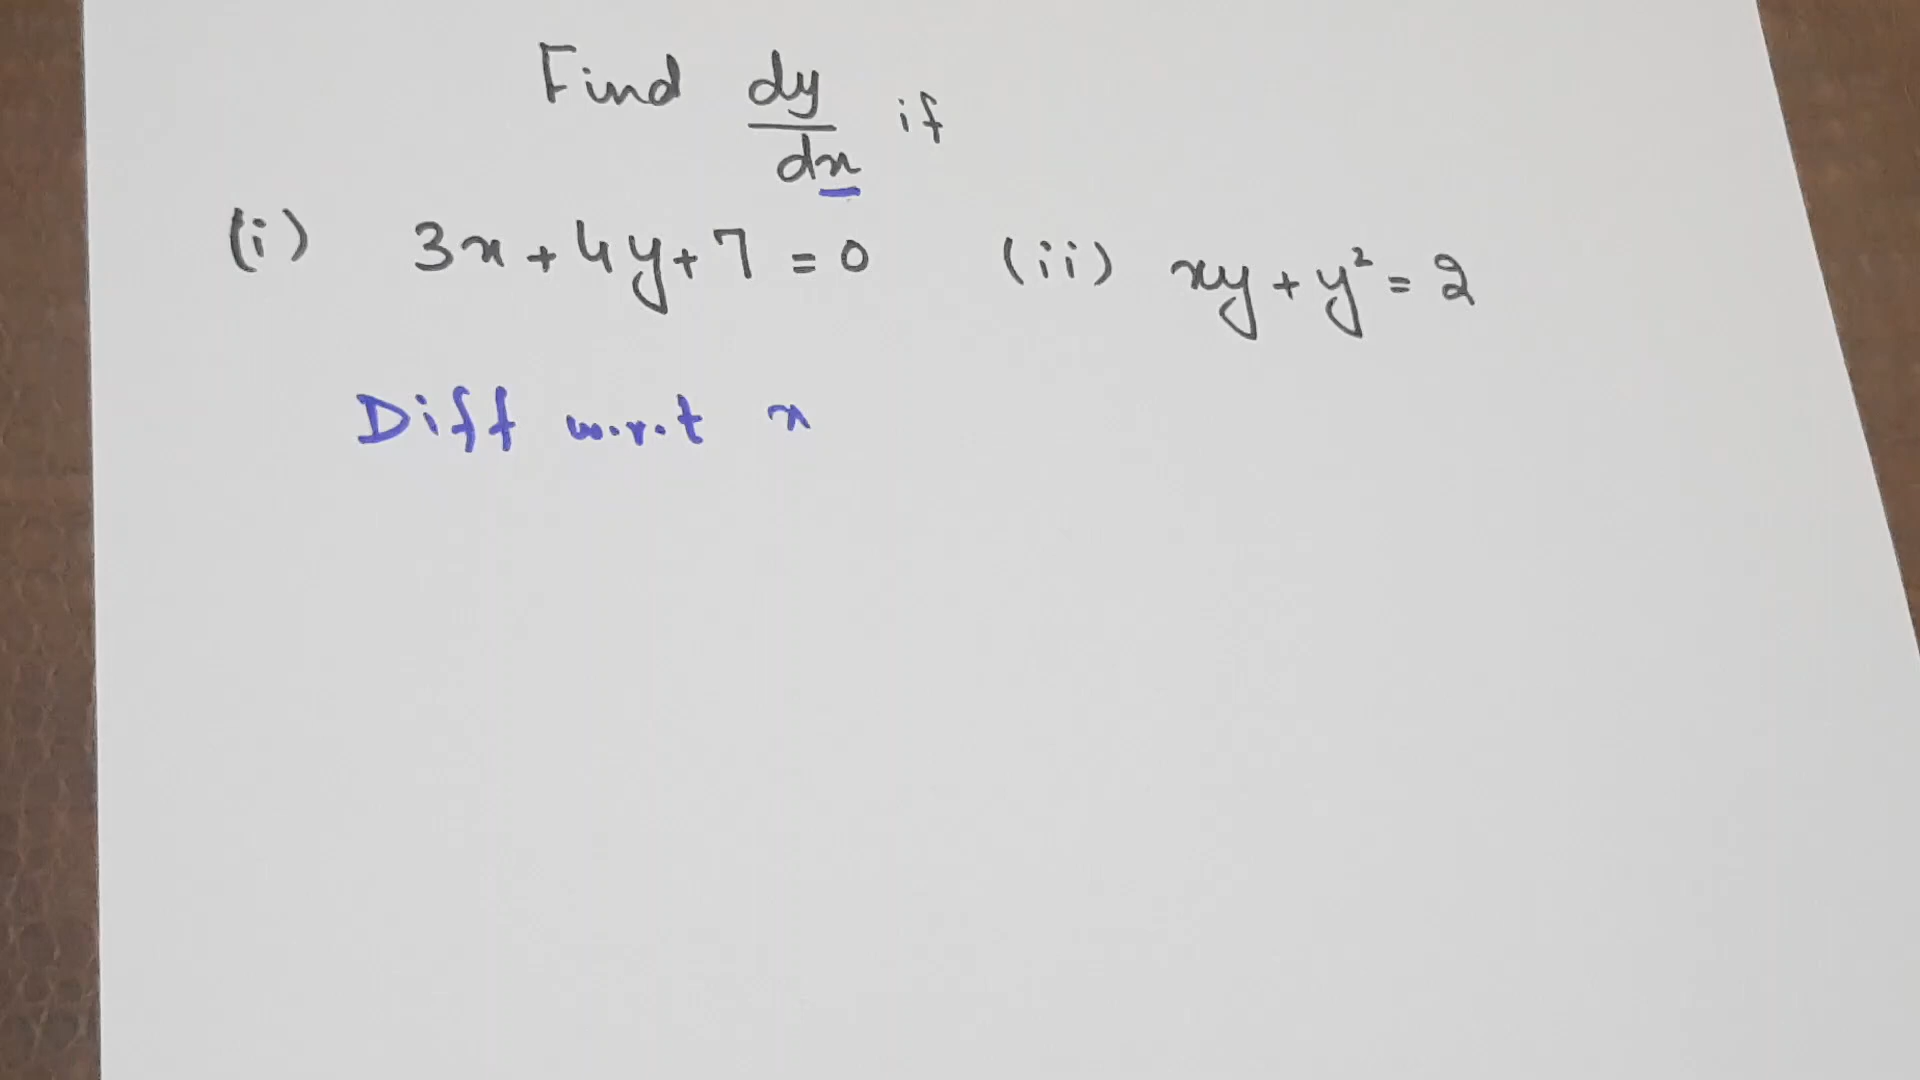 Find dy/dx if
(i) 3x + 4y + 7 = 0 (ii) xy + y² = 2
Diff w.r.t x